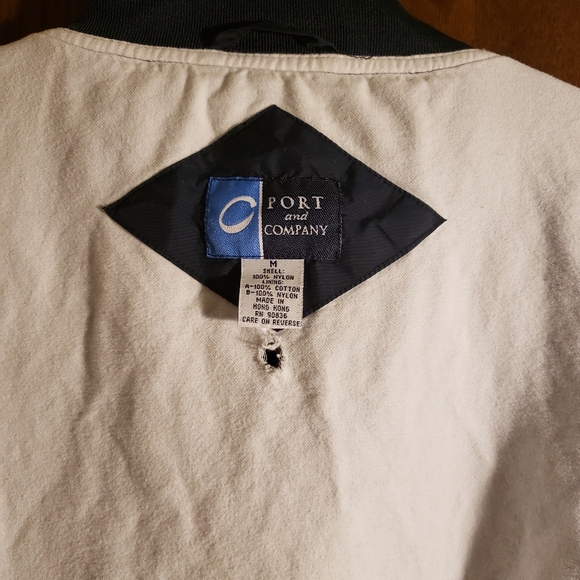 C PORT
and
COMPANY
M
SHELL:
100% NYLON
LINING:
A-100% COTTON
B-100% NYLON
MADE IN
HONG KONG
RN 90836
CARE ON REVERSE